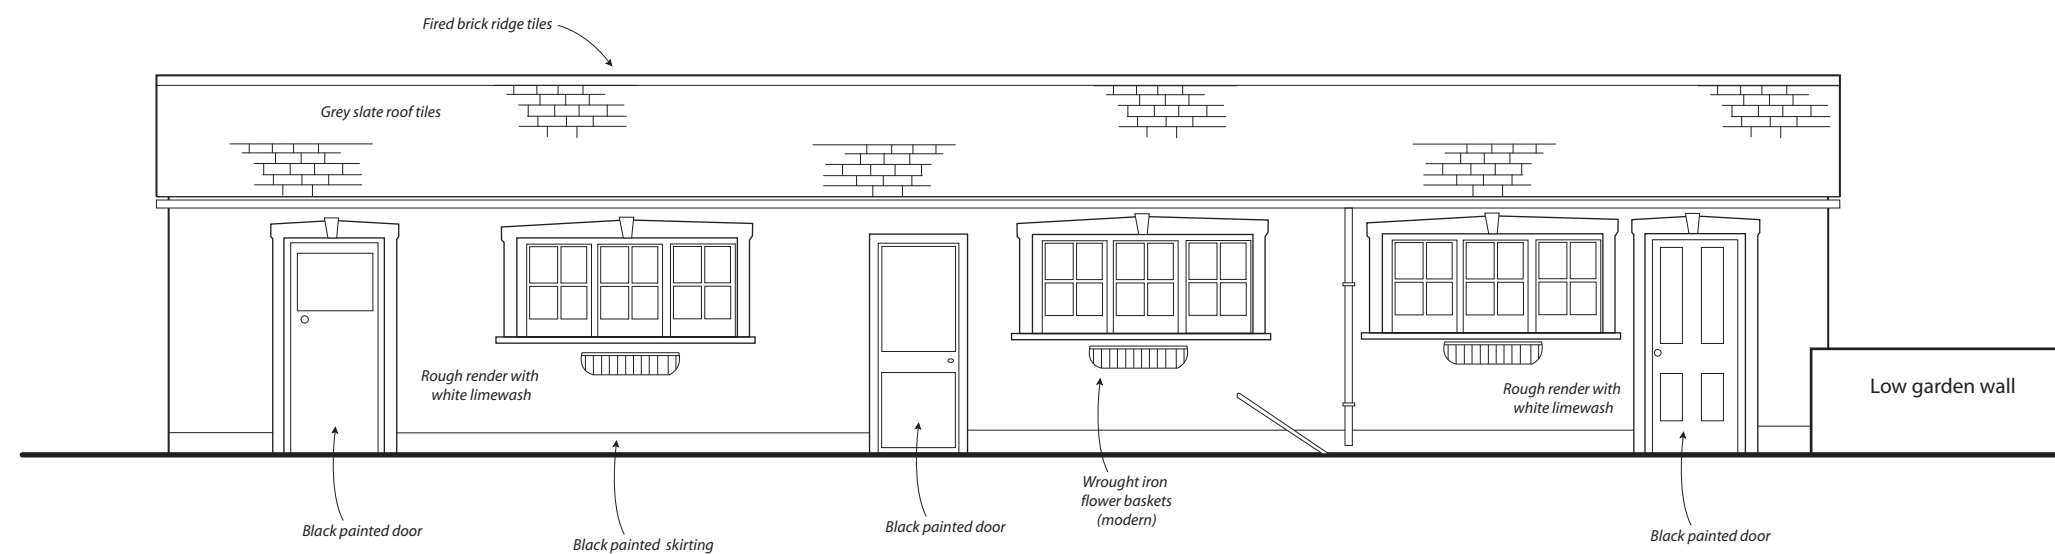 Fired brick ridge tiles
Grey slate roof tiles
Rough render with
white limewash
Rough render with
white limewash
Low garden wall
Black painted door
Black painted skirting
Black painted door
Wrought iron
flower baskets
(modern)
Black painted door